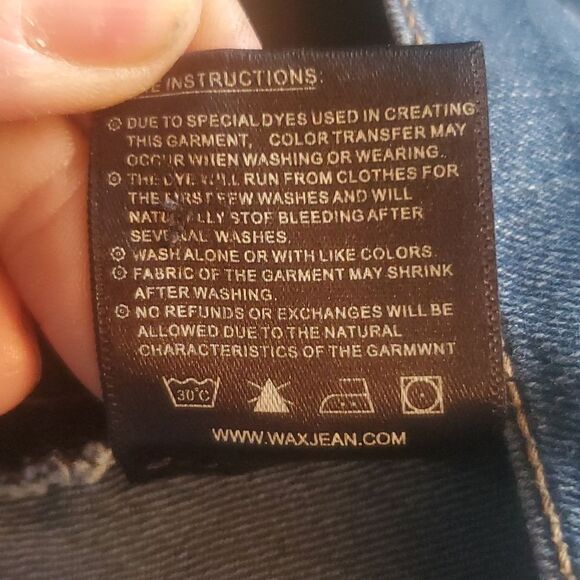 INSTRUCTIONS:
DUE TO SPECIAL DYES USED IN CREATING
THIS GARMENT, COLOR TRANSFER MAY
OCCUR WHEN WASHING OR WEARING.
THE DYE WILL RUN FROM CLOTHES FOR
THE FIRST FEW WASHES AND WILL
NATURALLY STOP BLEEDING AFTER
SEVERAL WASHES.
WASH ALONE OR WITH LIKE COLORS.
FABRIC OF THE GARMENT MAY SHRINK
AFTER WASHING.
NO REFUNDS OR EXCHANGES WILL BE
ALLOWED DUE TO THE NATURAL
CHARACTERISTICS OF THE GARMWNT
30°C
WWW.WAXJEAN.COM